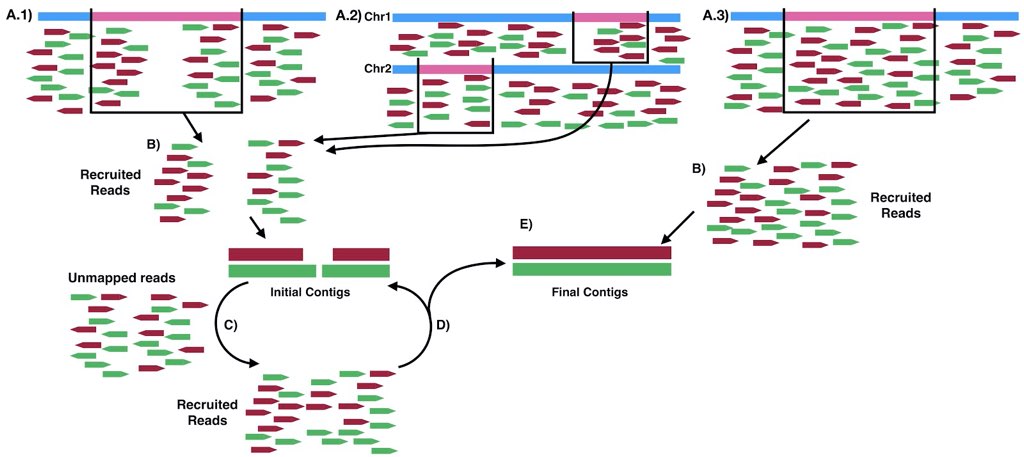 A.1)
A.2) Chr1
A.3)
Chr2
B)
Recruited
Reads
B)
Recruited
Reads
E)
Unmapped reads
Initial Contigs
Final Contigs
C)
D)
Recruited
Reads